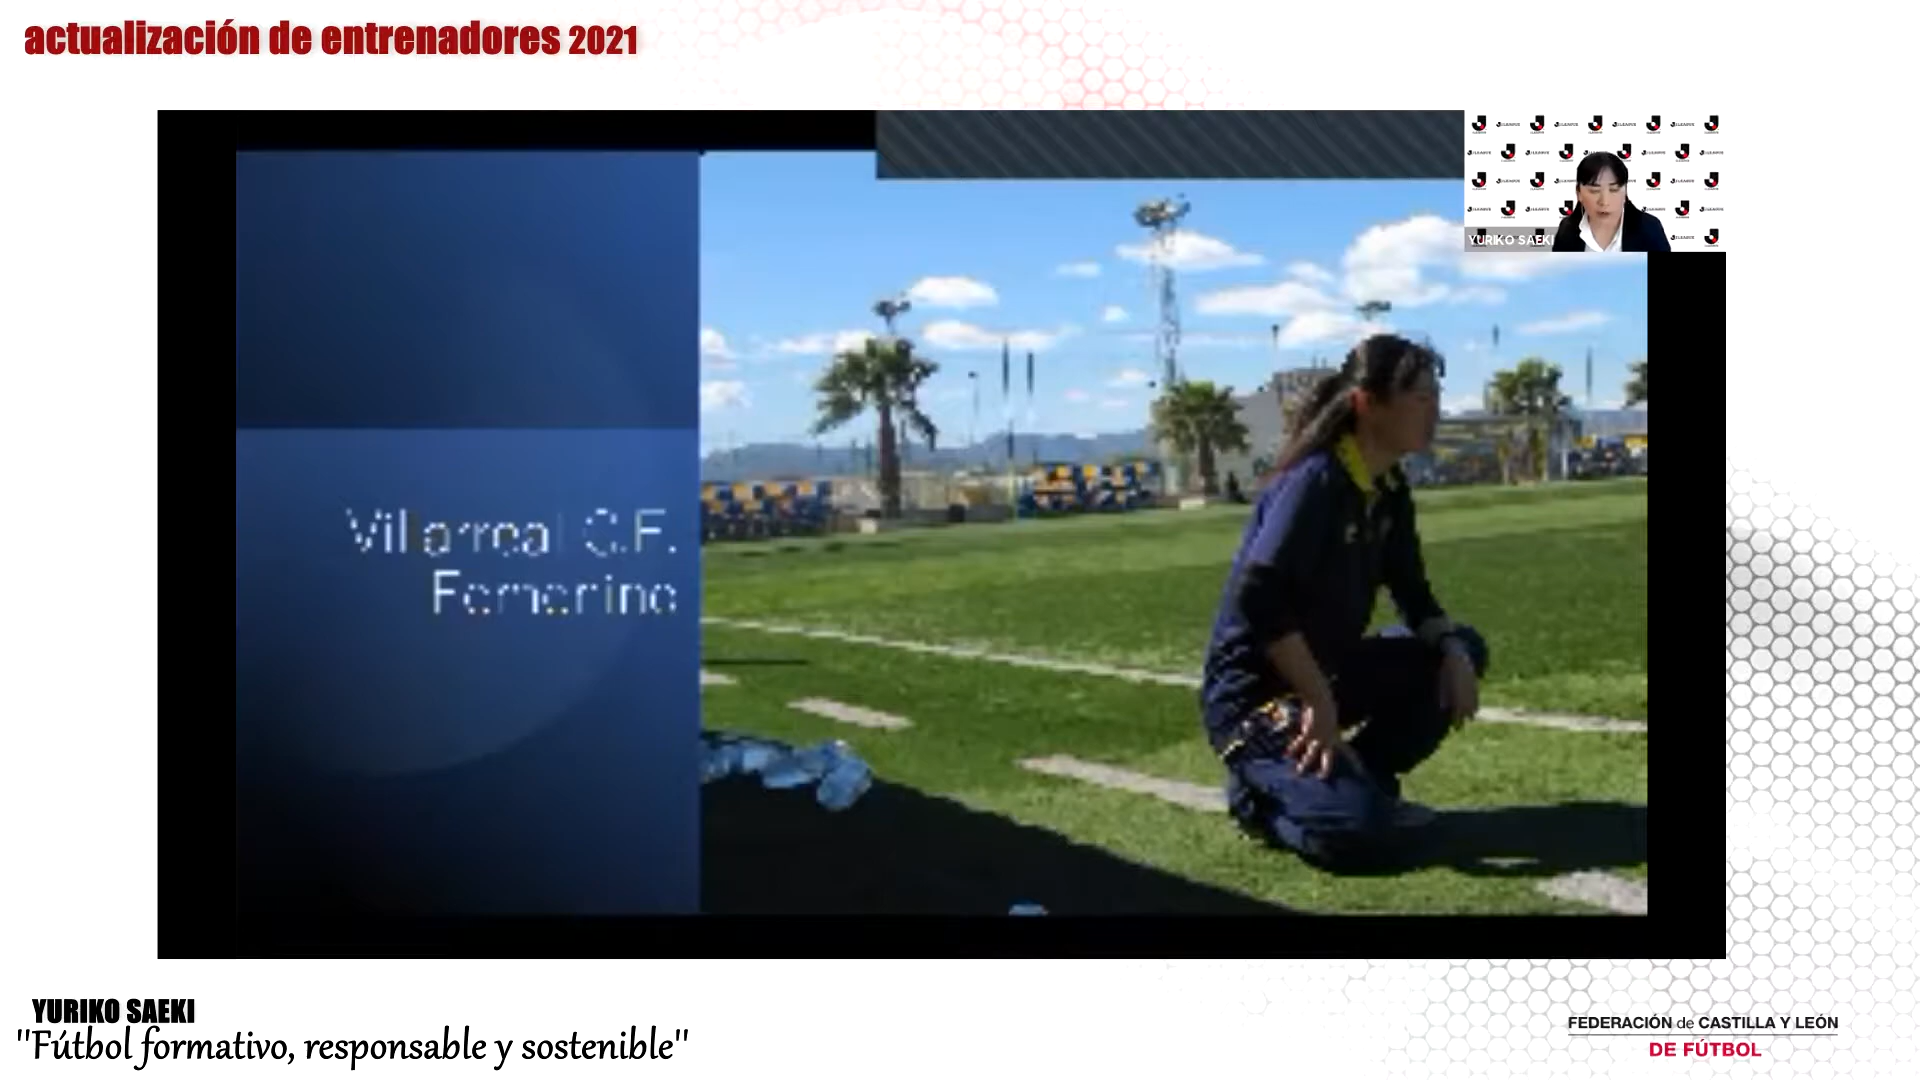 actualización de entrenadores 2021
YURIKO SAEKI
Villarreal C.F.
Femenino
YURIKO SAEKI
"Fútbol formativo, responsable y sostenible"
FEDERACIÓN de CASTILLA Y LEÓN
DE FÚTBOL